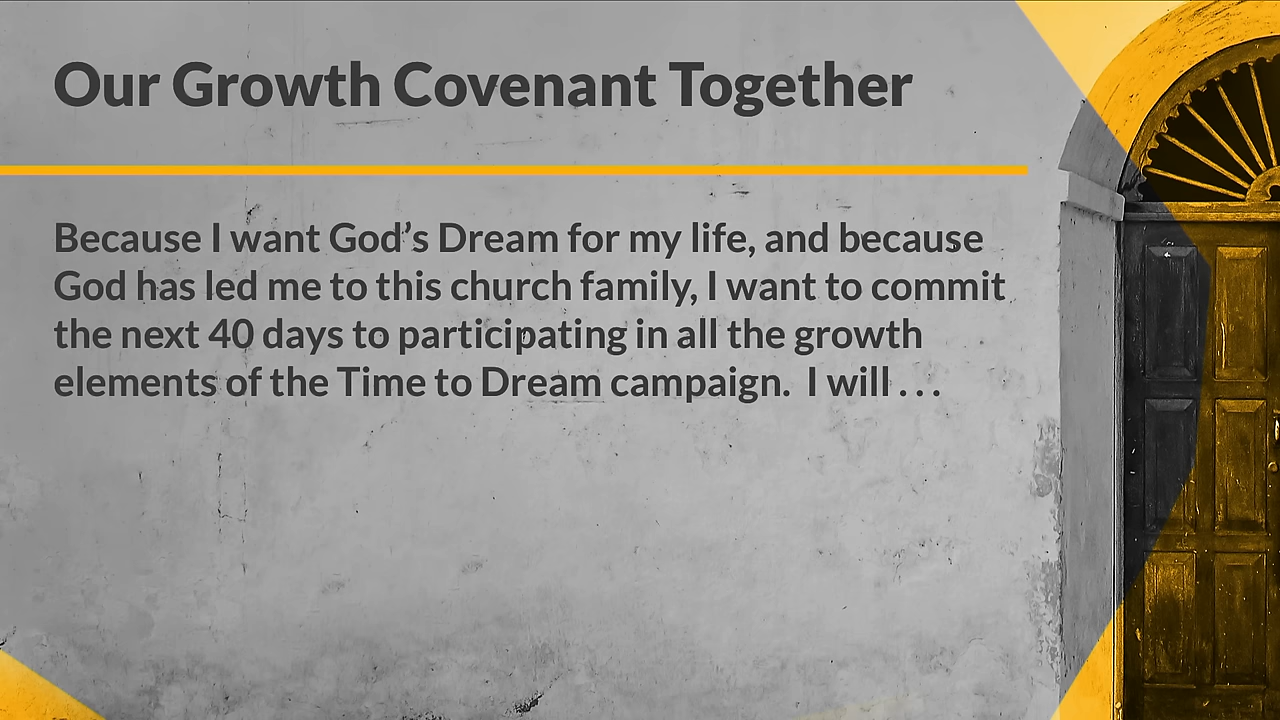 Our Growth Covenant Together
Because I want God’s Dream for my life, and because
God has led me to this church family, I want to commit
the next 40 days to participating in all the growth
elements of the Time to Dream campaign.  I will . . .